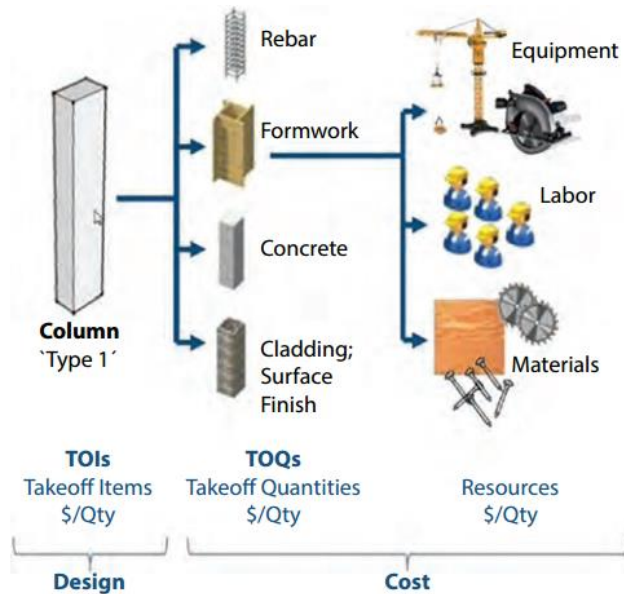 Rebar
Equipment
Formwork
Labor
Concrete
Column
`Type 1´
Cladding;
Surface
Finish
Materials
TOIs
Takeoff Items
$/Qty
TOQs
Takeoff Quantities
$/Qty
Resources
$/Qty
Design
Cost